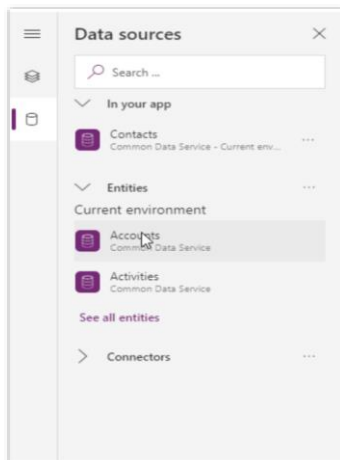 Data sources
Search ...
In your app
Contacts
Common Data Service - Current env...
Entities
Current environment
Accounts
Common Data Service
Activities
Common Data Service
See all entities
Connectors